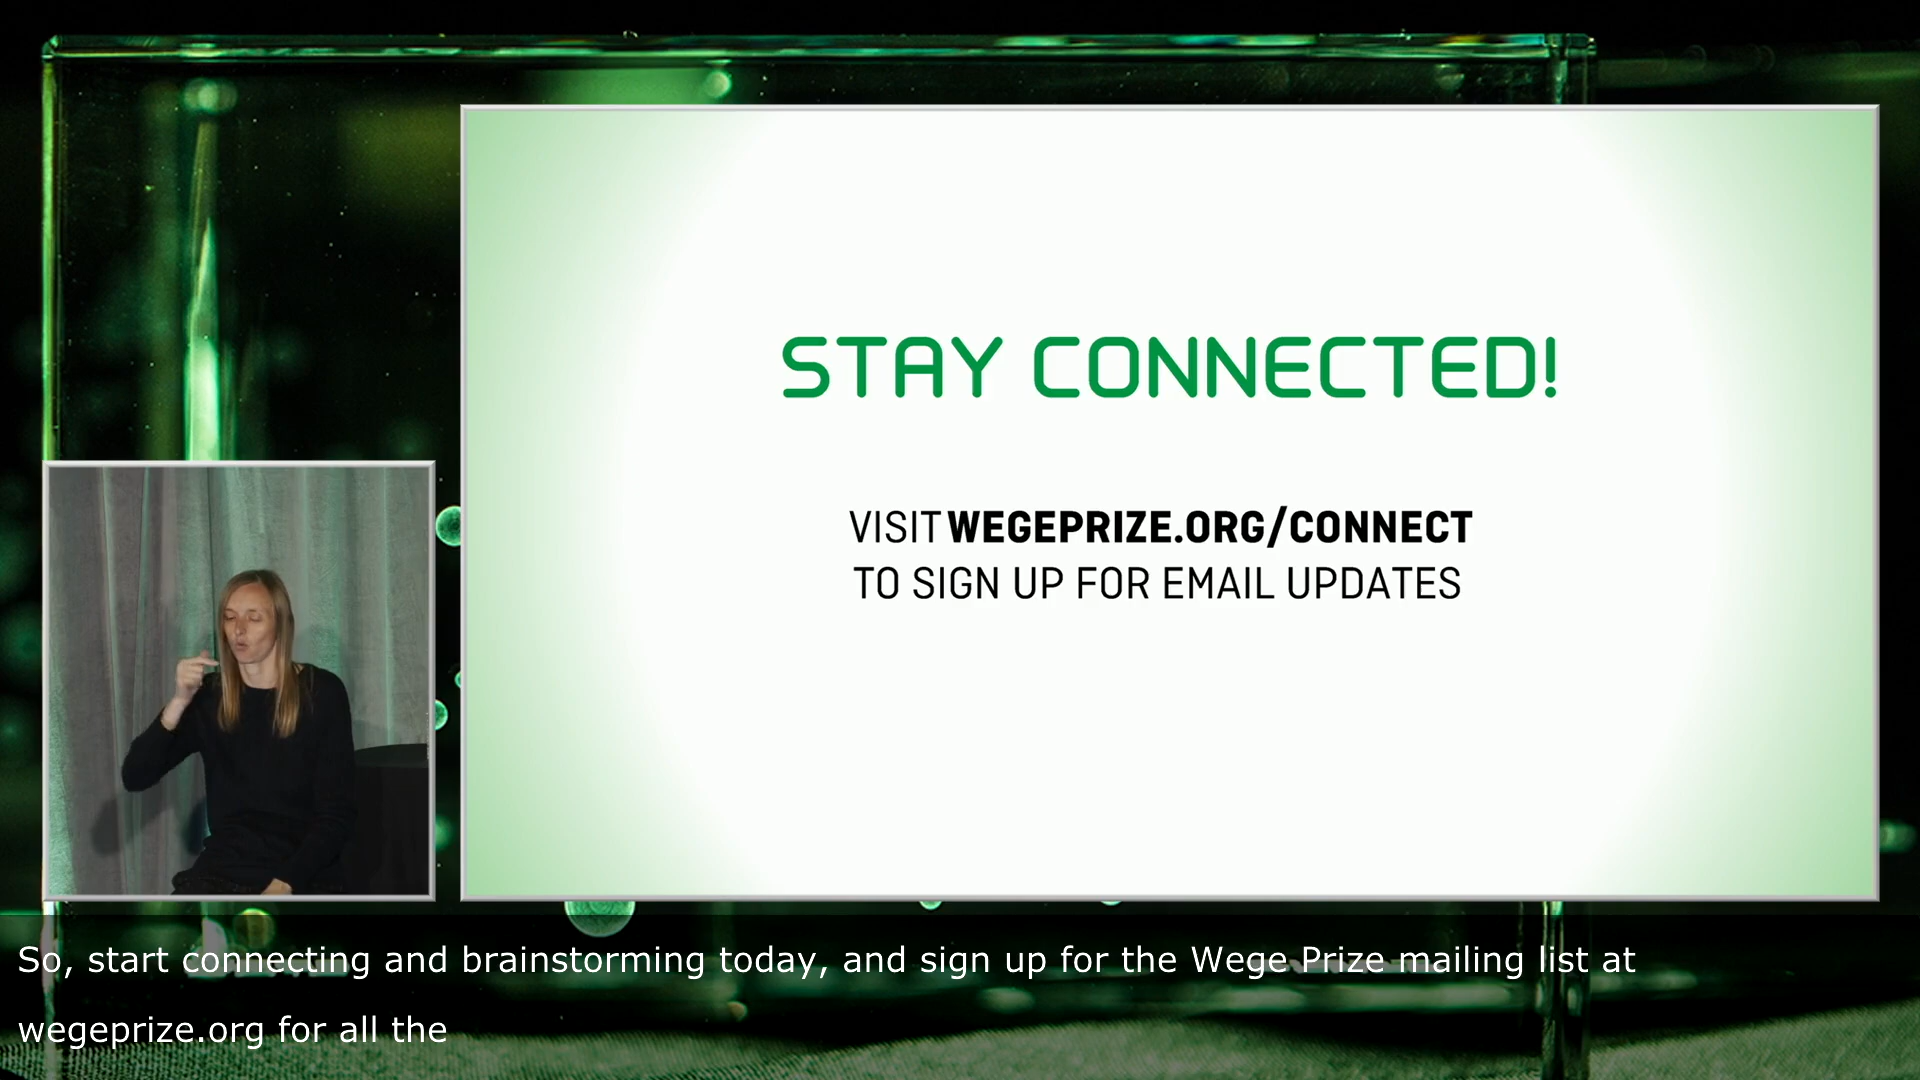 STAY CONNECTED!
VISIT WEGEPRIZE.ORG/CONNECT
TO SIGN UP FOR EMAIL UPDATES
So, start connecting and brainstorming today, and sign up for the Wege Prize mailing list at
wegeprize.org for all the